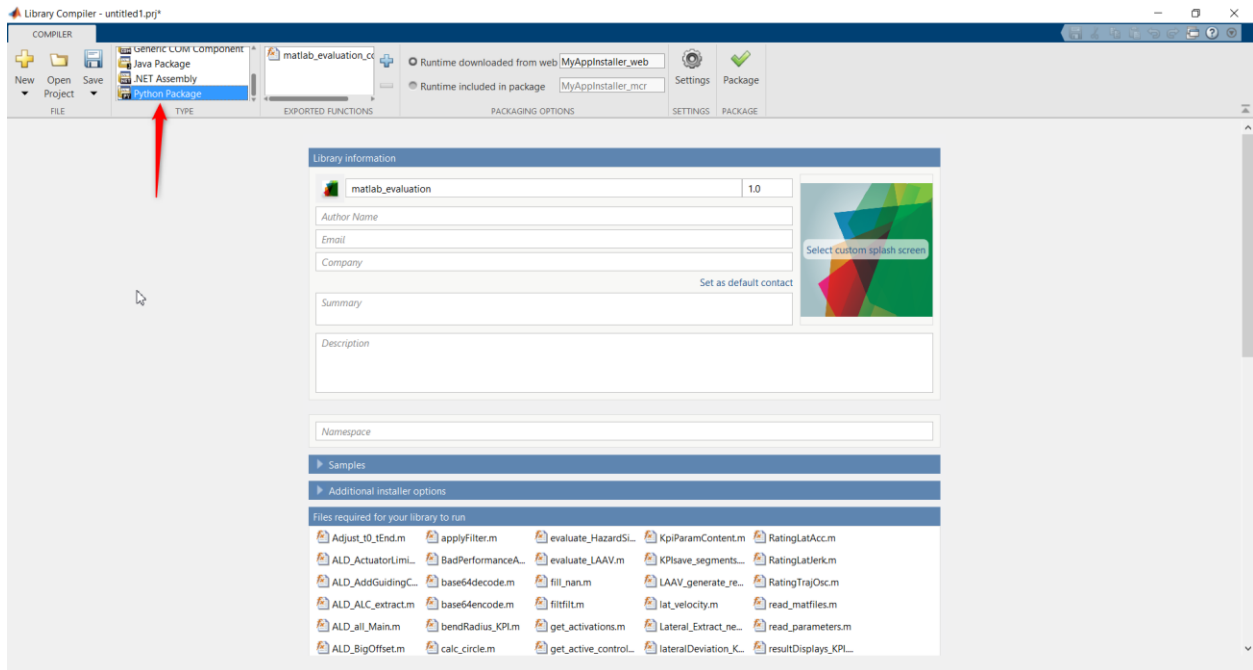 Library Compiler - untitled1.prj*
COMPILER
New
Open Project
Save
FILE
Generic COM Component
Java Package
.NET Assembly
Python Package
TYPE
matlab_evaluation_co
EXPORTED FUNCTIONS
Runtime downloaded from web MyAppInstaller_web
Runtime included in package MyAppInstaller_mcr
PACKAGING OPTIONS
Settings
SETTINGS
Package
PACKAGE
Library information
matlab_evaluation 1.0
Author Name
Email
Company
Set as default contact
Summary
Description
Select custom splash screen
Namespace
Samples
Additional installer options
Files required for your library to run
Adjust_t0_tEnd.m applyFilter.m evaluate_HazardSi... KpiParamContent.m RatingLatAcc.m
ALD_ActuatorLimi... BadPerformanceA... evaluate_LAAV.m KPIsave_segments.... RatingLatJerk.m
ALD_AddGuidingC... base64decode.m fill_nan.m LAAV_generate_re... RatingTrajOsc.m
ALD_ALC_extract.m base64encode.m filtfilt.m lat_velocity.m read_matfiles.m
ALD_all_Main.m bendRadius_KPI.m get_activations.m Lateral_Extract_ne... read_parameters.m
ALD_BigOffset.m calc_circle.m get_active_control... lateralDeviation_K... resultDisplays_KPI....